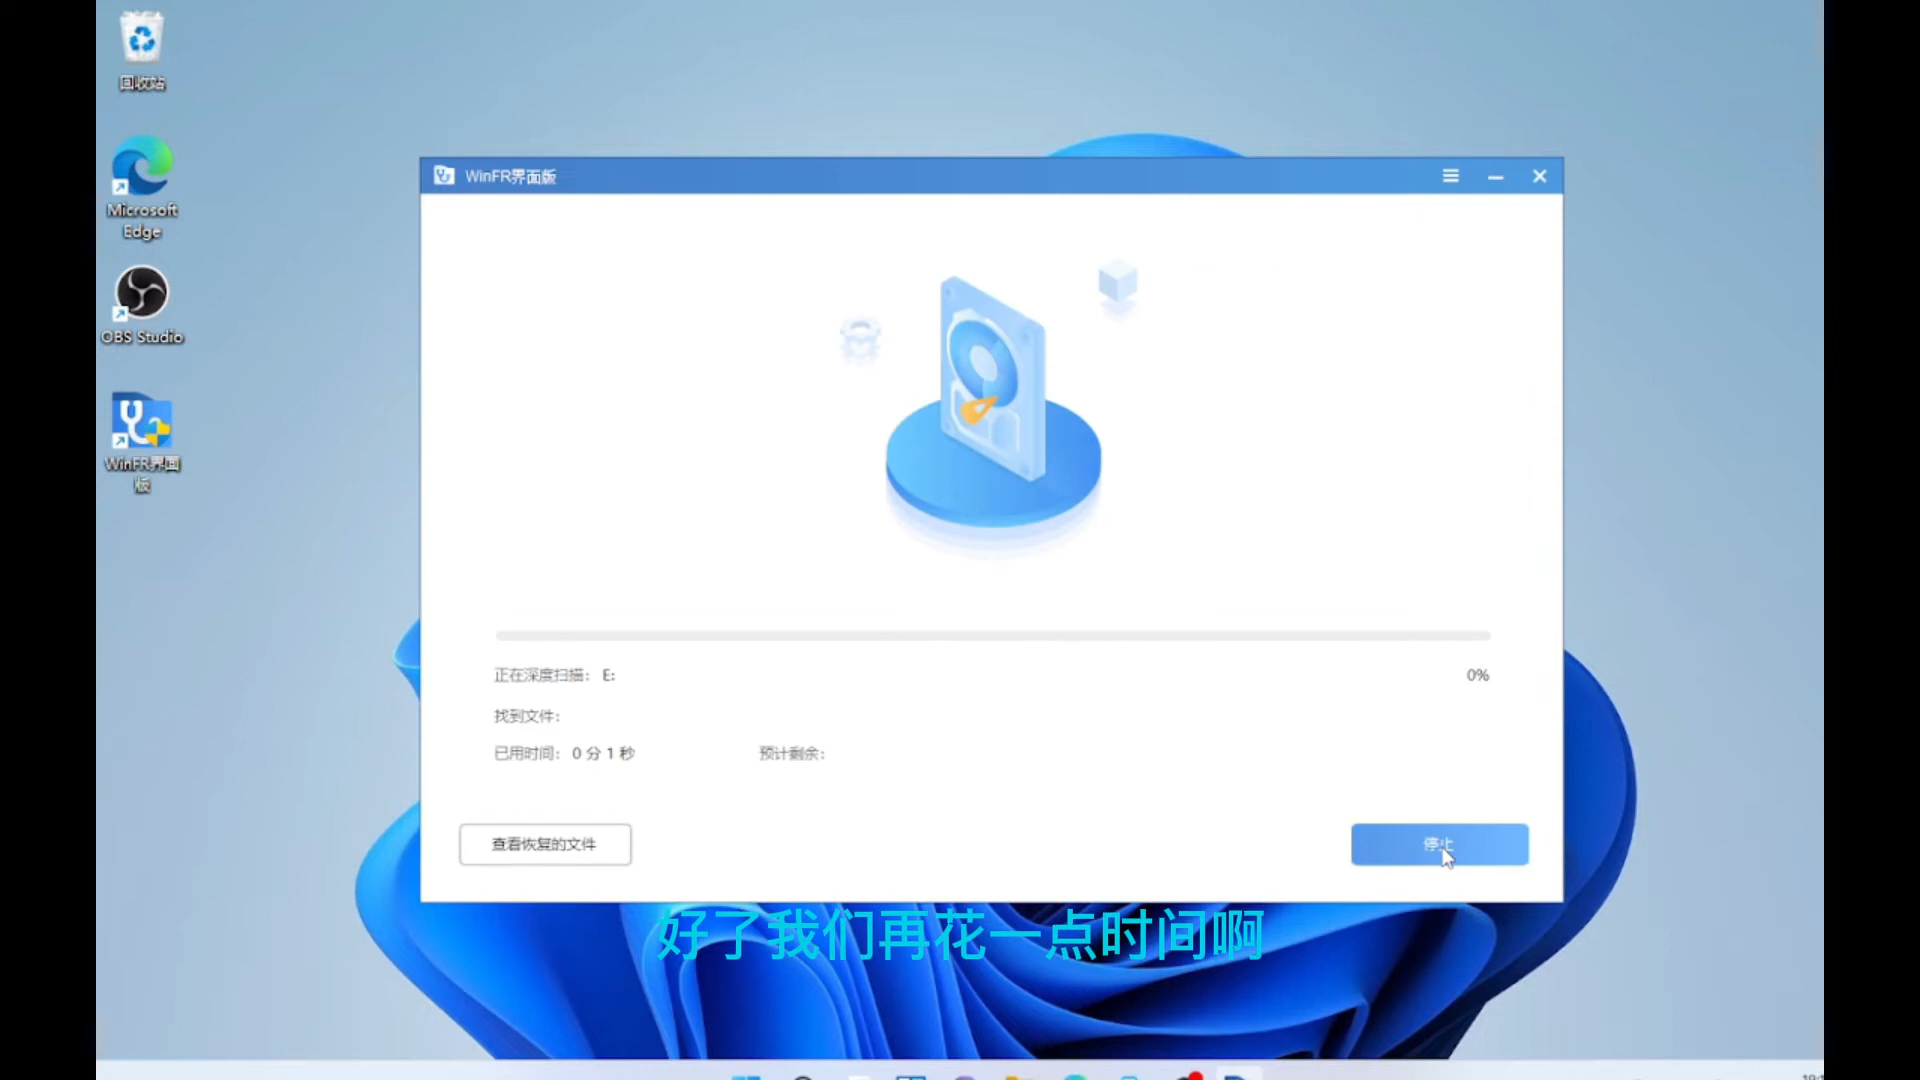 回收站
Microsoft
Edge
OBS Studio
WinFR界面
版
WinFR界面版
正在深度扫描： E:
0%
找到文件：
已用时间： 0 分 1 秒
预计剩余：
查看恢复的文件
停止
好了我们再花一点时间啊